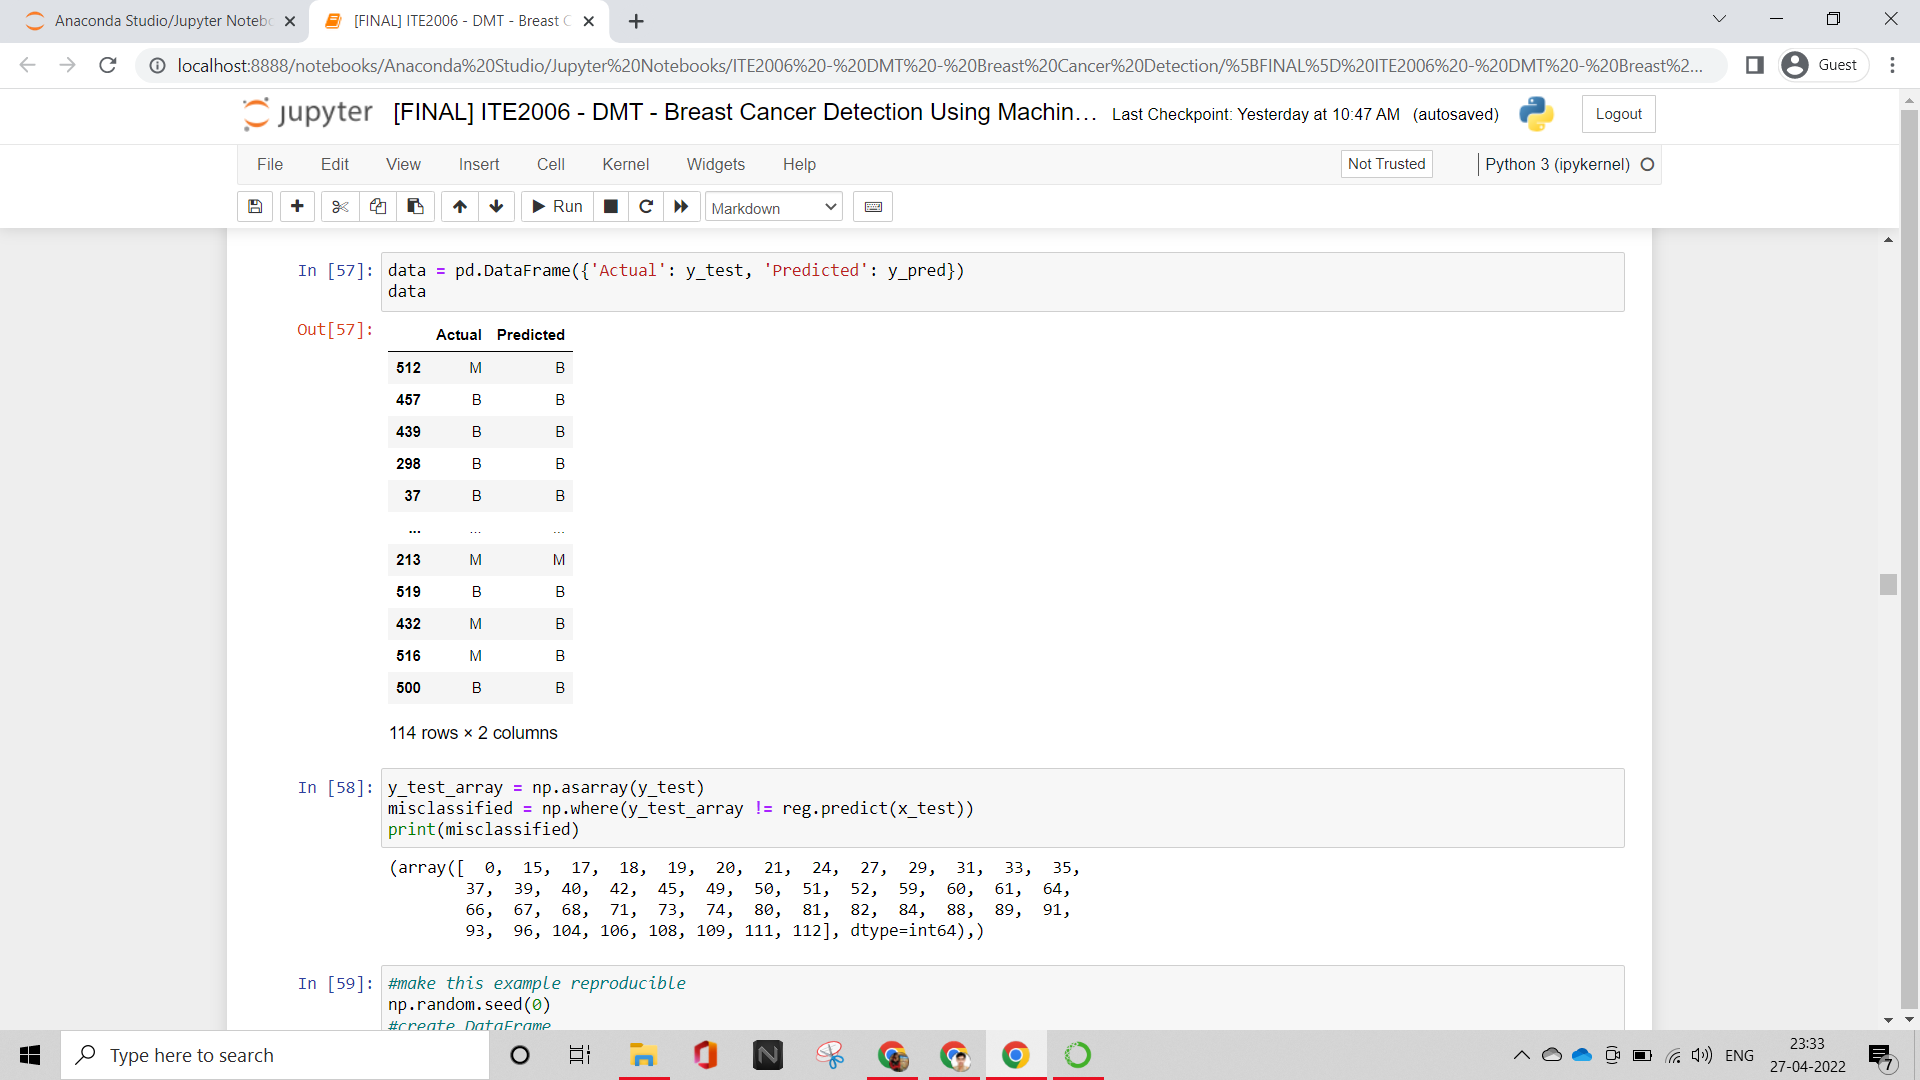 Anaconda Studio/Jupyter Notebo
[FINAL] ITE2006 - DMT - Breast C
localhost:8888/notebooks/Anaconda%20Studio/Jupyter%20Notebooks/ITE2006%20-%20DMT%20-%20Breast%20Cancer%20Detection/%5BFINAL%5D%20ITE2006%20-%20DMT%20-%20Breast%2...
Guest
jupyter [FINAL] ITE2006 - DMT - Breast Cancer Detection Using Machin... Last Checkpoint: Yesterday at 10:47 AM (autosaved)
Logout
File Edit View Insert Cell Kernel Widgets Help
Not Trusted Python 3 (ipykernel)
Run Markdown
In [57]: data = pd.DataFrame({'Actual': y_test, 'Predicted': y_pred})
data
Out[57]:
Actual Predicted
512 M B
457 B B
439 B B
298 B B
37 B B
... ... ...
213 M M
519 B B
432 M B
516 M B
500 B B
114 rows × 2 columns
In [58]: y_test_array = np.asarray(y_test)
misclassified = np.where(y_test_array != reg.predict(x_test))
print(misclassified)
(array([ 0, 15, 17, 18, 19, 20, 21, 24, 27, 29, 31, 33, 35,
37, 39, 40, 42, 45, 49, 50, 51, 52, 59, 60, 61, 64,
66, 67, 68, 71, 73, 74, 80, 81, 82, 84, 88, 89, 91,
93, 96, 104, 106, 108, 109, 111, 112], dtype=int64),)
In [59]: #make this example reproducible
np.random.seed(0)
#create DataFrame
Type here to search
ENG
23:33
27-04-2022
7